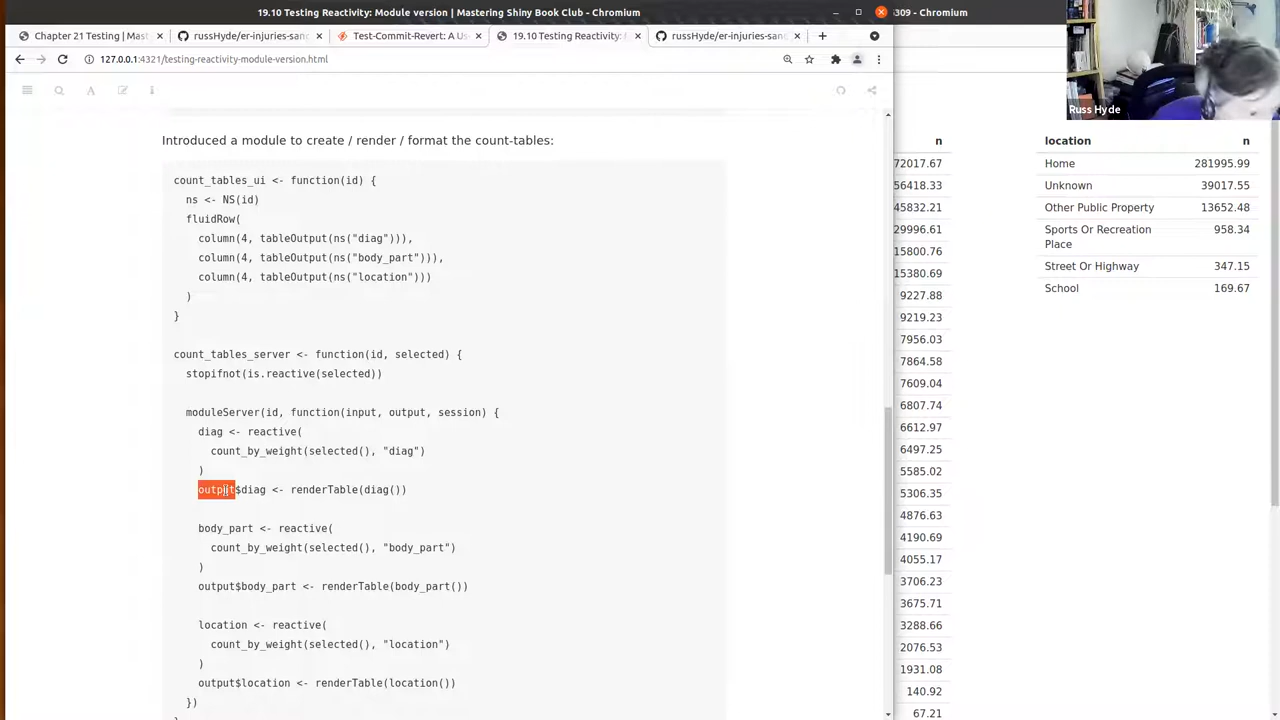 19.10 Testing Reactivity: Module version | Mastering Shiny Book Club - Chromium
309 - Chromium
Chapter 21 Testing | Mast
russHyde/er-injuries-sand
Test-Commit-Revert: A Us
19.10 Testing Reactivity:
russHyde/er-injuries-sand
127.0.0.1:4321/testing-reactivity-module-version.html
Russ Hyde
Introduced a module to create / render / format the count-tables:
count_tables_ui <- function(id) {
ns <- NS(id)
fluidRow(
column(4, tableOutput(ns("diag"))),
column(4, tableOutput(ns("body_part"))),
column(4, tableOutput(ns("location")))
)
}
count_tables_server <- function(id, selected) {
stopifnot(is.reactive(selected))
moduleServer(id, function(input, output, session) {
diag <- reactive(
count_by_weight(selected(), "diag")
)
output$diag <- renderTable(diag())
body_part <- reactive(
count_by_weight(selected(), "body_part")
)
output$body_part <- renderTable(body_part())
location <- reactive(
count_by_weight(selected(), "location")
)
output$location <- renderTable(location())
})
n
72017.67
56418.33
45832.21
29996.61
15800.76
15380.69
9227.88
9219.23
7956.03
7864.58
7609.04
6807.74
6612.97
6497.25
5585.02
5306.35
4876.63
4190.69
4055.17
3706.23
3675.71
3288.66
2076.53
1931.08
140.92
67.21
location n
Home 281995.99
Unknown 39017.55
Other Public Property 13652.48
Sports Or Recreation 958.34
Place
Street Or Highway 347.15
School 169.67